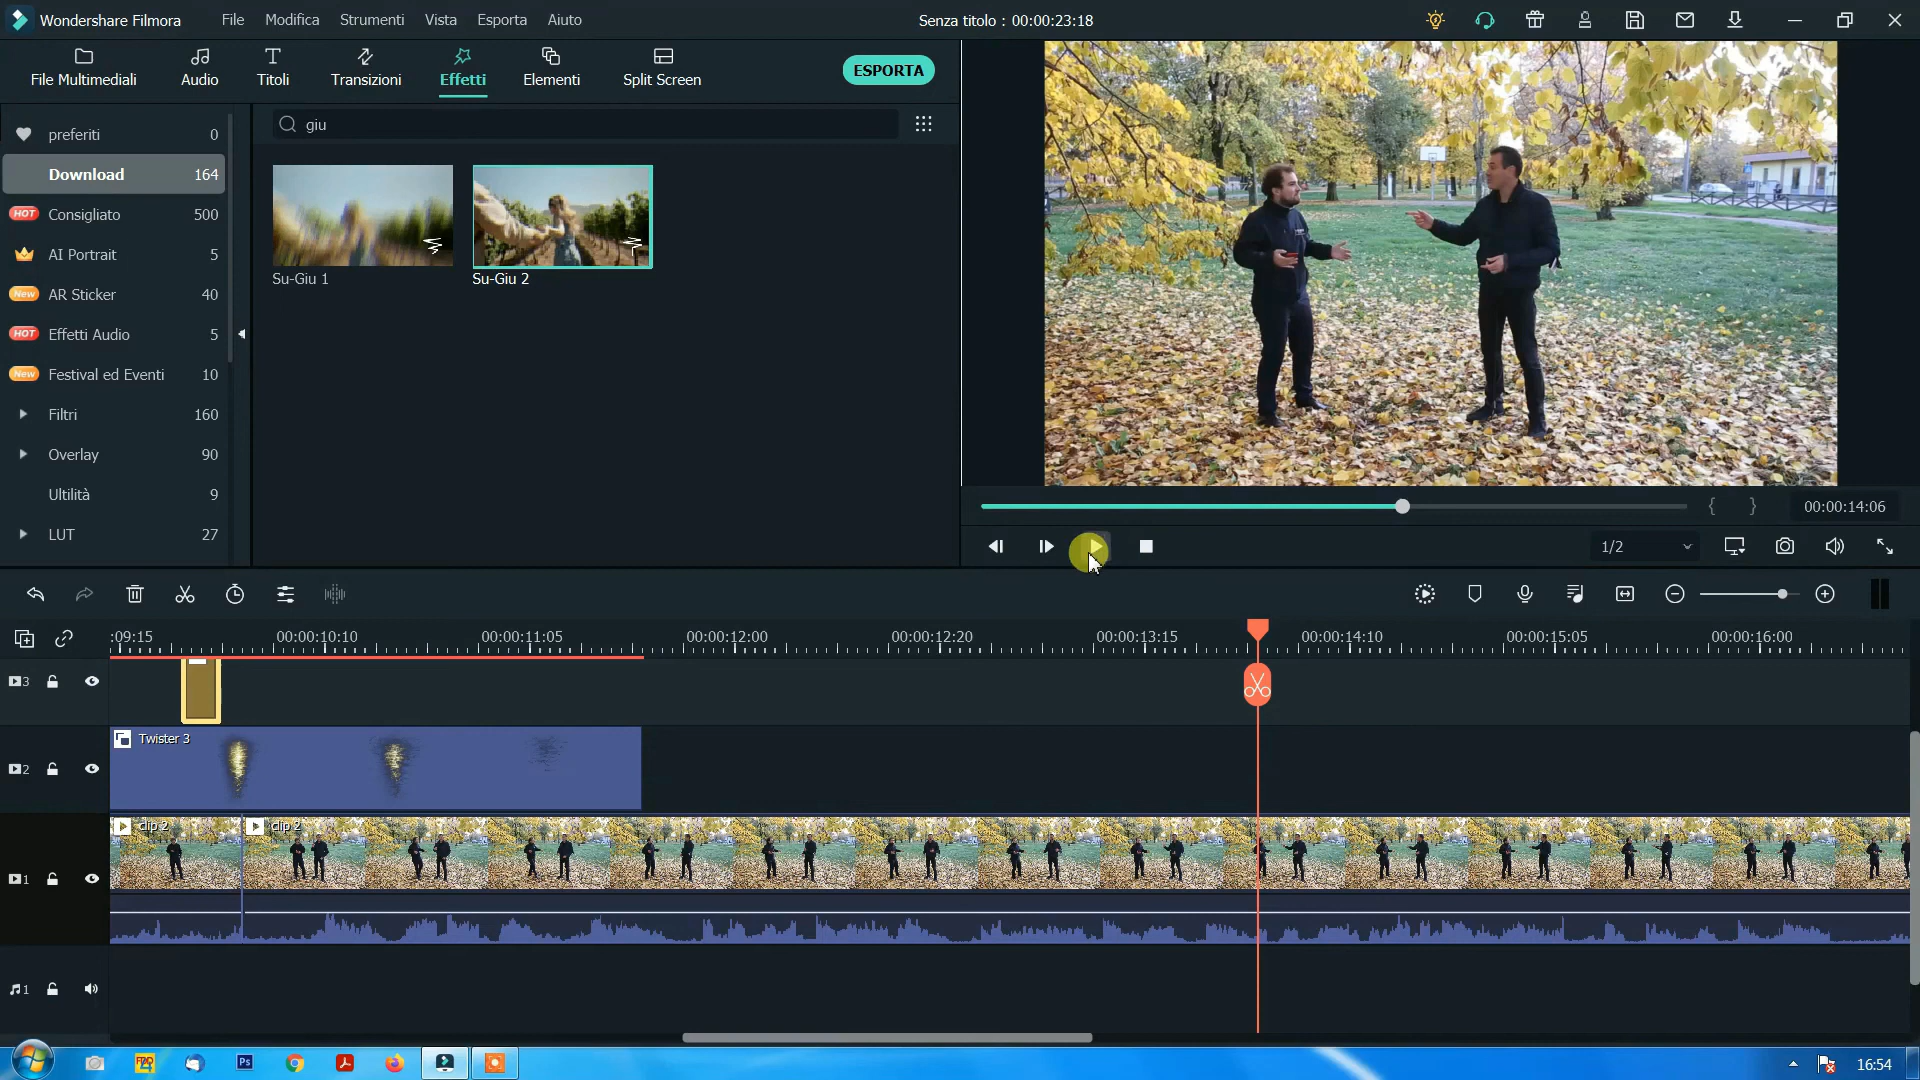 Wondershare Filmora File Modifica Strumenti Vista Esporta Aiuto Senza titolo : 00:00:23:18
File Multimediali Audio Titoli Transizioni Effetti Elementi Split Screen ESPORTA
preferiti 0
giu
Download 164
HOT Consigliato 500
AI Portrait 5
New AR Sticker 40
HOT Effetti Audio 5
New Festival ed Eventi 10
Filtri 160
Overlay 90
Ultilità 9
LUT 27
Su-Giu 1
Su-Giu 2
{ } 00:00:14:06
1/2
:09:15 00:00:10:10 00:00:11:05 00:00:12:00 00:00:12:20 00:00:13:15 00:00:14:10 00:00:15:05 00:00:16:00
3
Twister 3
2
clip 2 clip 2
1
1
Ps
16:54